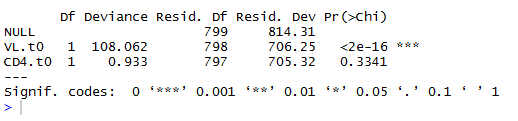 Df Deviance Resid. Df Resid. Dev Pr(>Chi)
NULL 799 814.31
VL.t0 1 108.062 798 706.25 <2e-16 ***
CD4.t0 1 0.933 797 705.32 0.3341
---
Signif. codes: 0 ‘***’ 0.001 ‘**’ 0.01 ‘*’ 0.05 ‘.’ 0.1 ‘ ’ 1
>